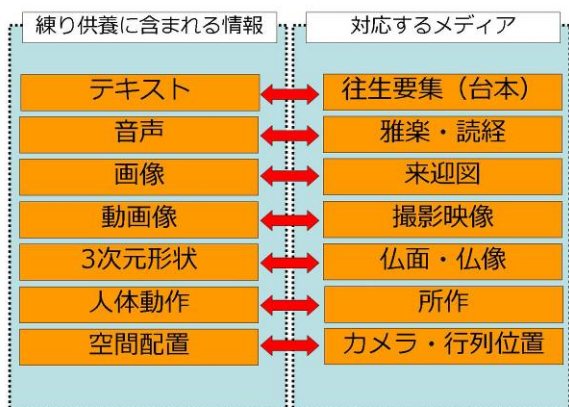 練り供養に含まれる情報 対応するメディア
テキスト 往生要集（台本）
音声 雅楽・読経
画像 来迎図
動画像 撮影映像
3次元形状 仏面・仏像
人体動作 所作
空間配置 カメラ・行列位置